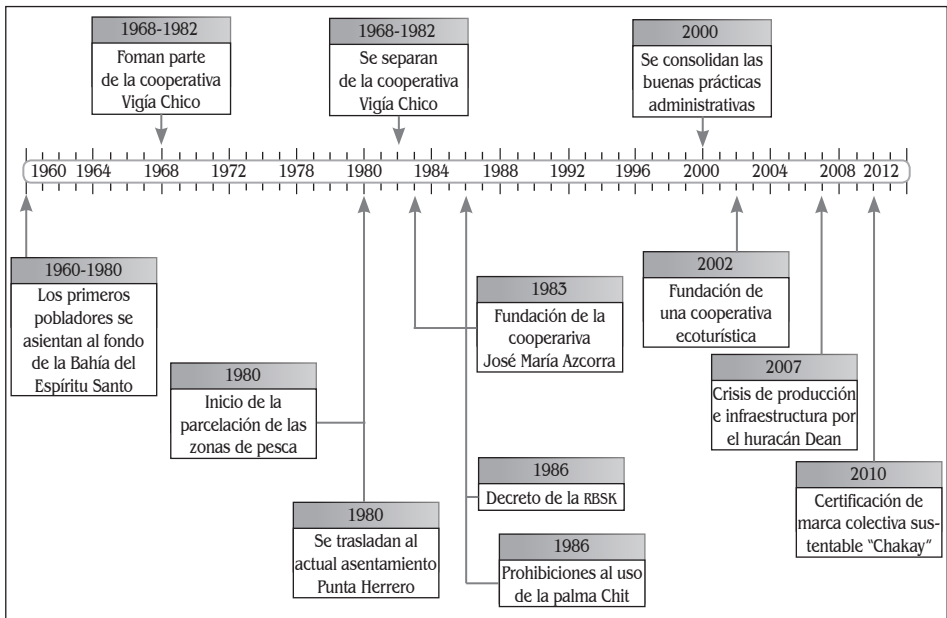 1968-1982
Foman parte
de la cooperativa
Vigía Chico
1968-1982
Se separan
de la cooperativa
Vigía Chico
2000
Se consolidan las
buenas prácticas
administrativas
1960 1964 1968 1972 1978 1980 1984 1988 1992 1996 2000 2004 2008 2012
1960-1980
Los primeros
pobladores se
asientan al fondo
de la Bahía del
Espíritu Santo
1980
Inicio de la
parcelación de las
zonas de pesca
1980
Se trasladan al
actual asentamiento
Punta Herrero
1983
Fundación de la
cooperariva
José María Azcorra
1986
Decreto de la RBSK
1986
Prohibiciones al uso
de la palma Chit
2002
Fundación de
una cooperativa
ecoturística
2007
Crisis de producción
e infraestructura por
el huracán Dean
2010
Certificación de
marca colectiva sus-
tentable “Chakay”